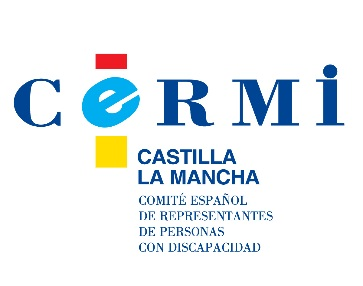 CeRMi
CASTILLA
LA MANCHA
COMITÉ ESPAÑOL
DE REPRESENTANTES
DE PERSONAS
CON DISCAPACIDAD